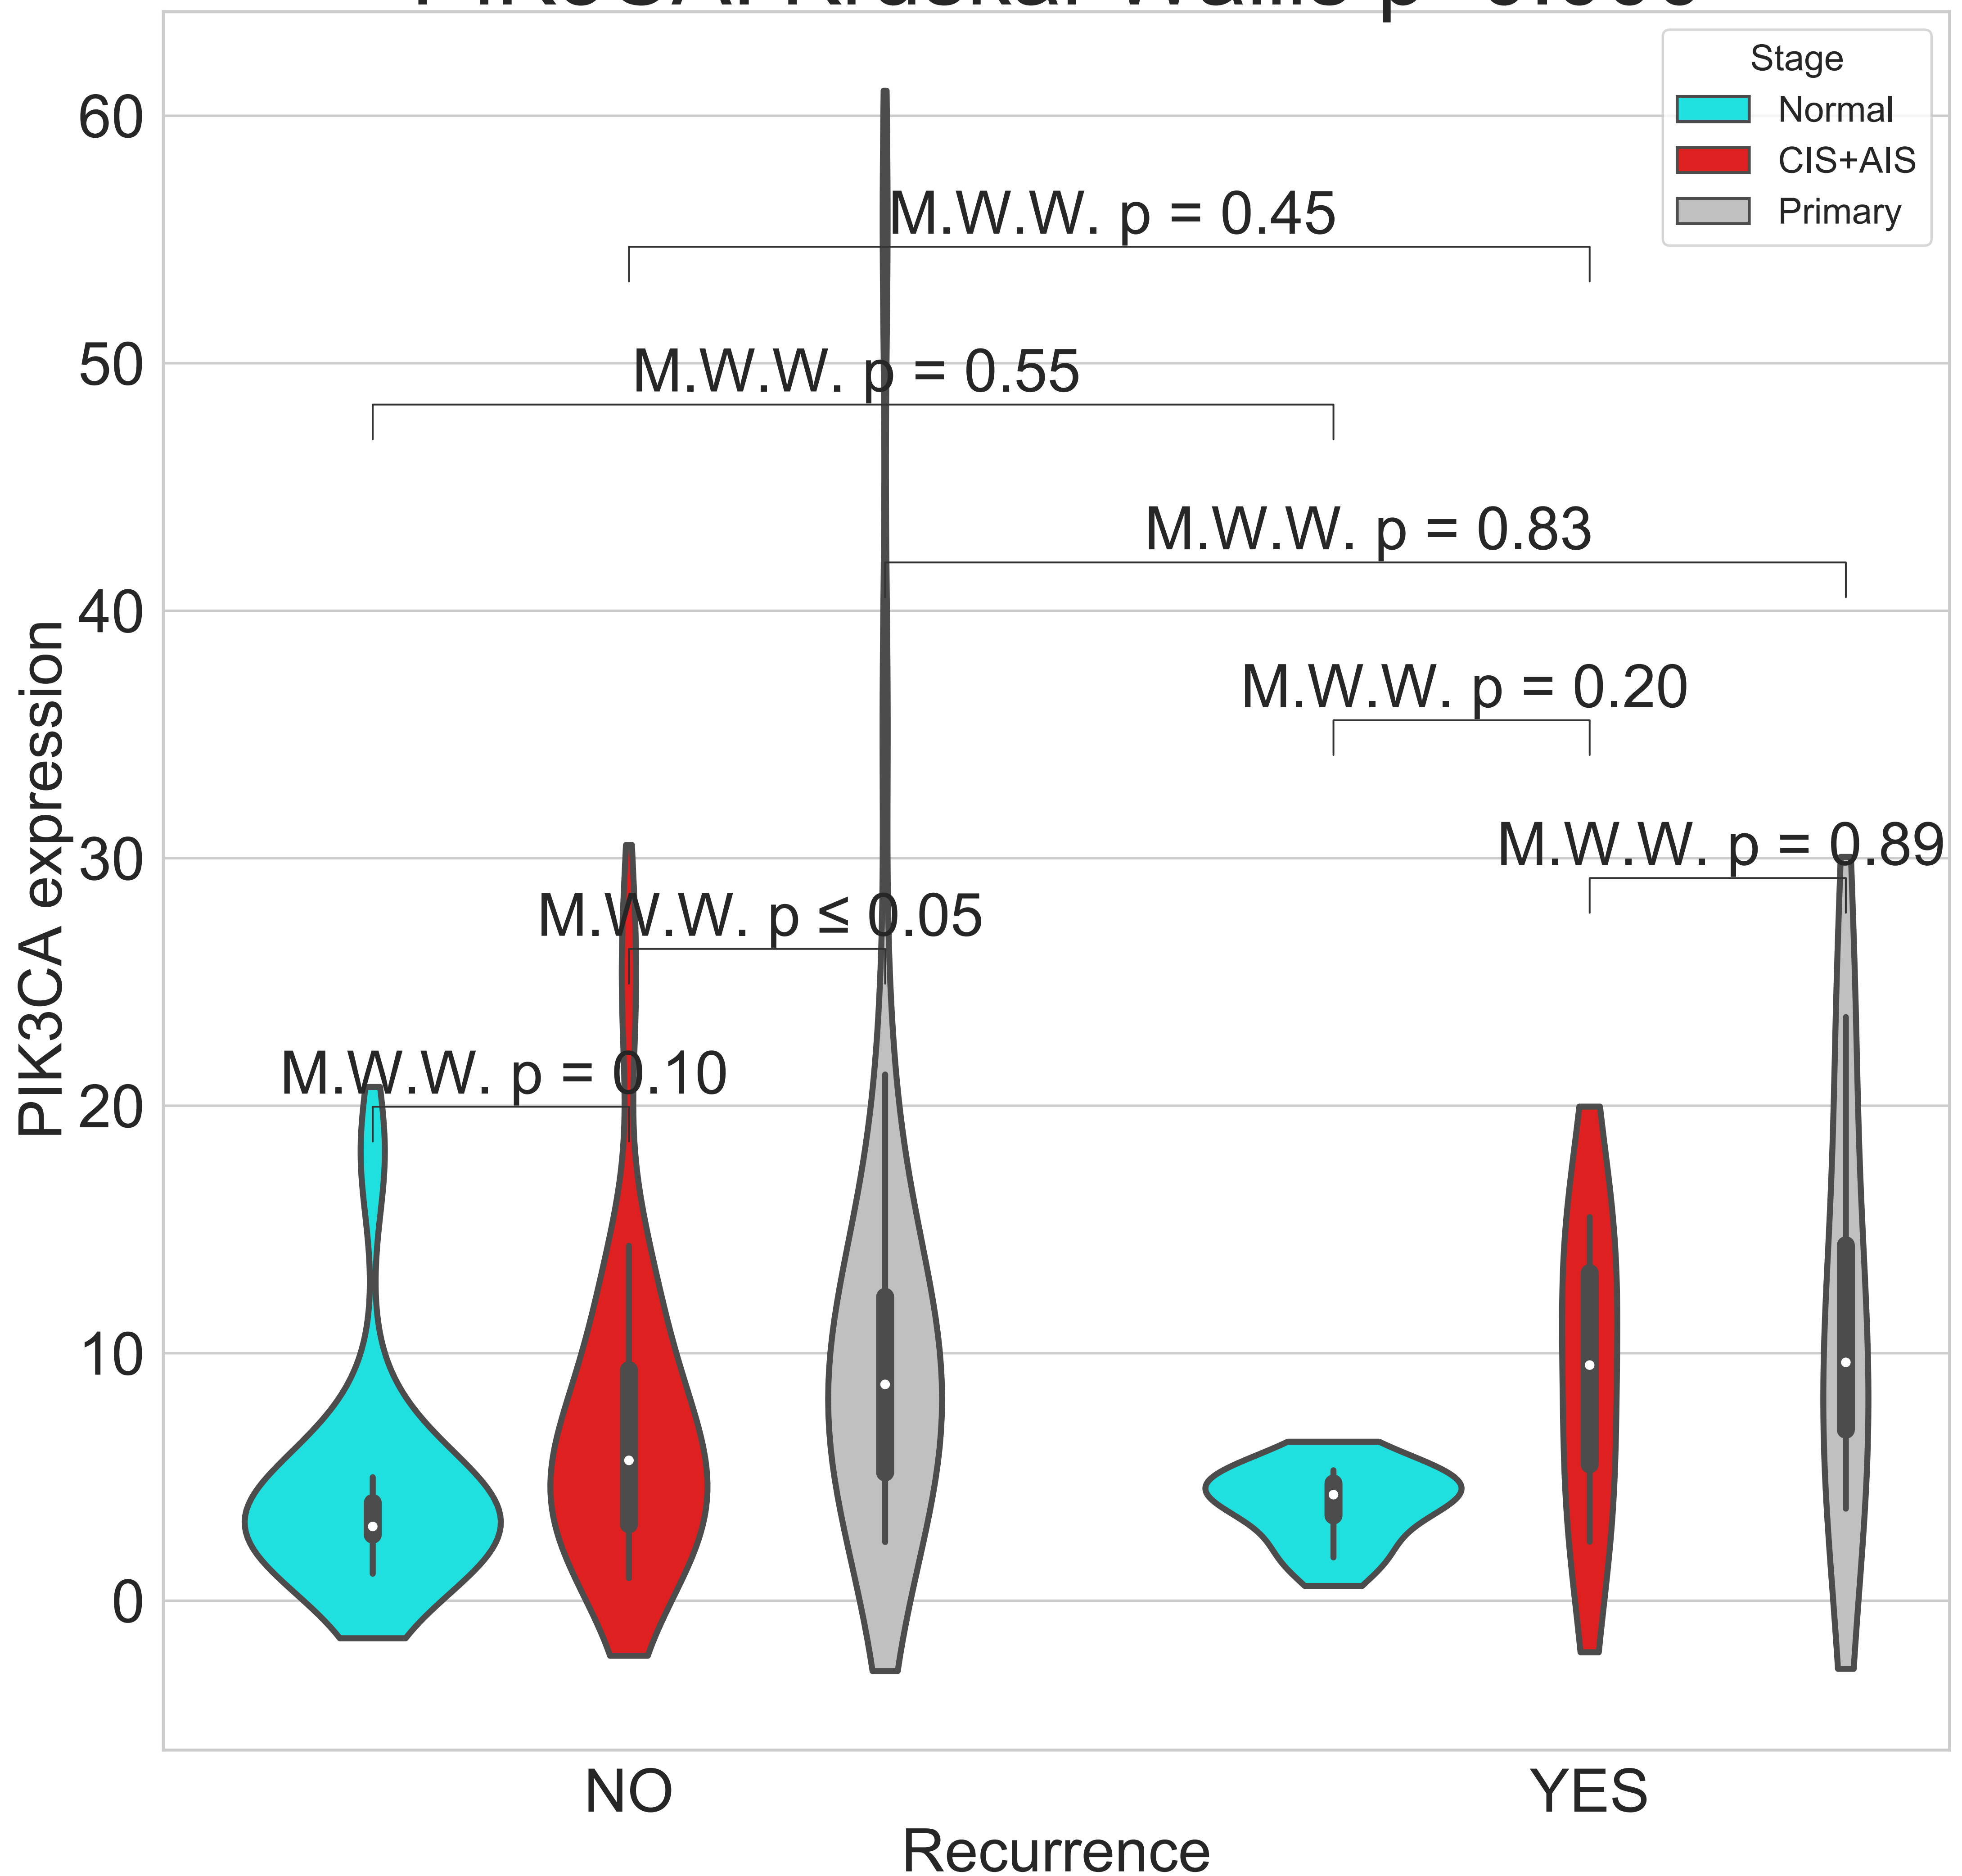 Stage
Normal
CIS+AIS
Primary
60
50
40
30
20
10
0
PIK3CA expression
M.W.W. p = 0.45
M.W.W. p = 0.55
M.W.W. p = 0.83
M.W.W. p = 0.20
M.W.W. p = 0.89
M.W.W. p ≤ 0.05
M.W.W. p = 0.10
NO
YES
Recurrence